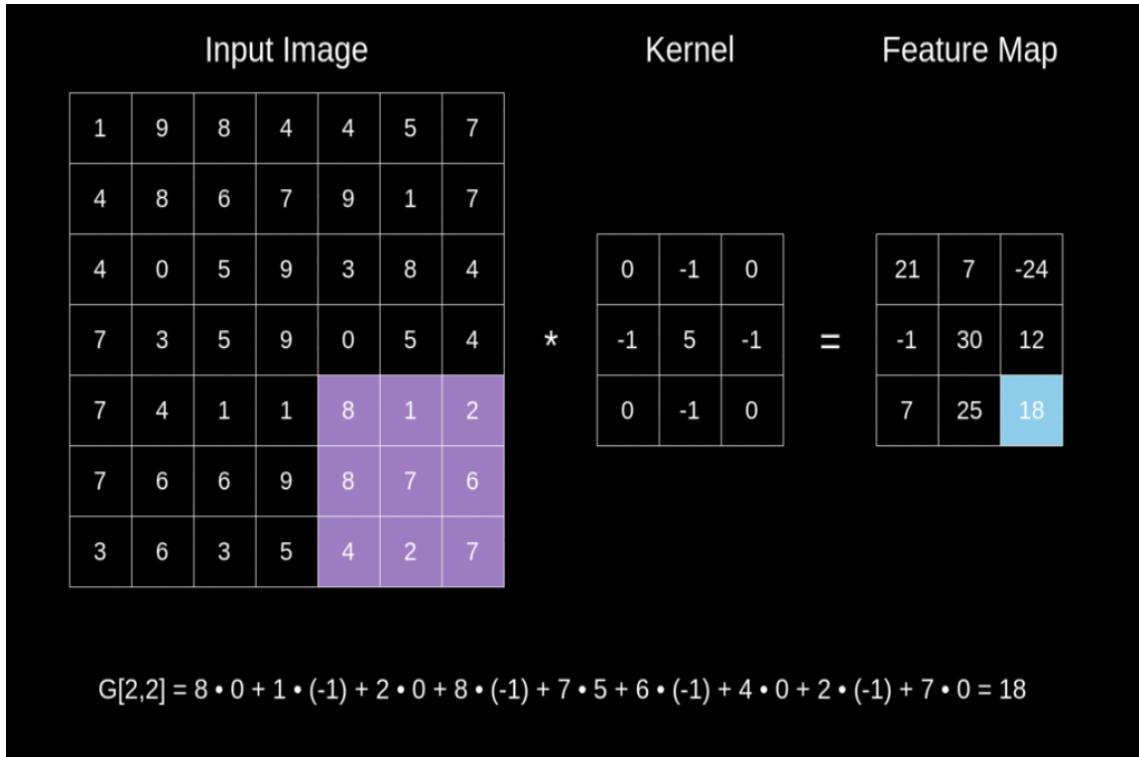 Input Image Kernel Feature Map
1 9 8 4 4 5 7
4 8 6 7 9 1 7
4 0 5 9 3 8 4 0 -1 0 21 7 -24
7 3 5 9 0 5 4 * -1 5 -1 = -1 30 12
7 4 1 1 8 1 2 0 -1 0 7 25 18
7 6 6 9 8 7 6
3 6 3 5 4 2 7
G[2,2] = 8 • 0 + 1 • (-1) + 2 • 0 + 8 • (-1) + 7 • 5 + 6 • (-1) + 4 • 0 + 2 • (-1) + 7 • 0 = 18